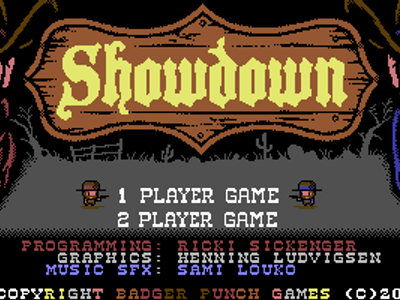 Showdown
1 PLAYER GAME
2 PLAYER GAME
PROGRAMMING: RICKI SICKENGER
GRAPHICS: HENNING LUDVIGSEN
MUSIC SFX: SAMI LOUKO
COPYRIGHT BADGER PUNCH GAMES (C)20